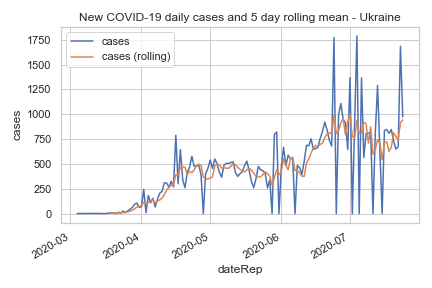 New COVID-19 daily cases and 5 day rolling mean - Ukraine
cases
cases (rolling)
1750
1500
1250
1000
750
500
250
0
cases
2020-03
2020-04
2020-05
2020-06
2020-07
dateRep